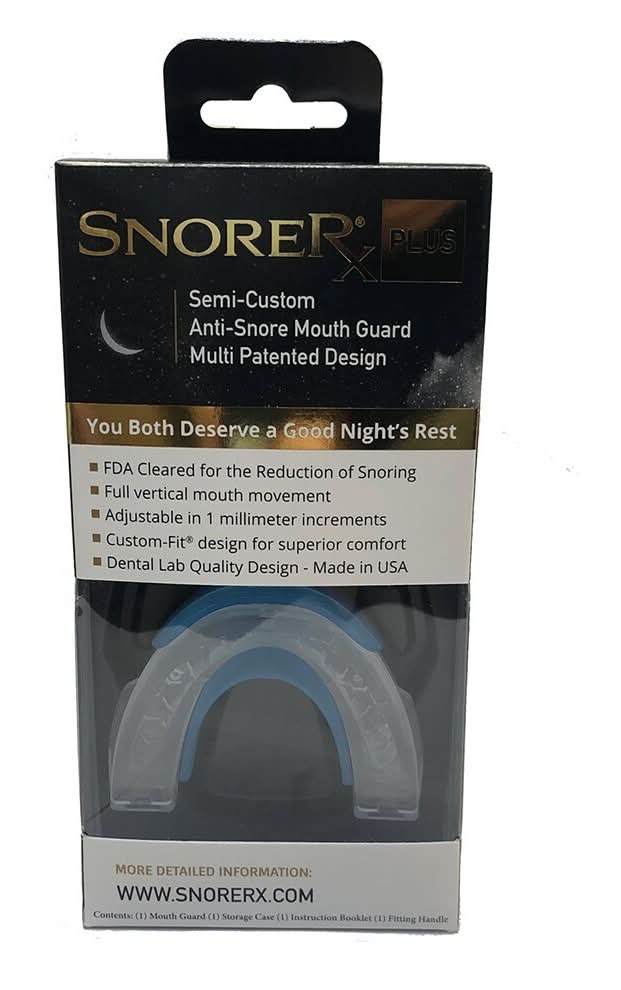 SNORERX® PLUS
Semi-Custom
Anti-Snore Mouth Guard
Multi Patented Design
You Both Deserve a Good Night's Rest
▪ FDA Cleared for the Reduction of Snoring
▪ Full vertical mouth movement
▪ Adjustable in 1 millimeter increments
▪ Custom-Fit® design for superior comfort
▪ Dental Lab Quality Design - Made in USA
MORE DETAILED INFORMATION:
WWW.SNORERX.COM
Contents: (1) Mouth Guard (1) Storage Case (1) Instruction Booklet (1) Fitting Handle